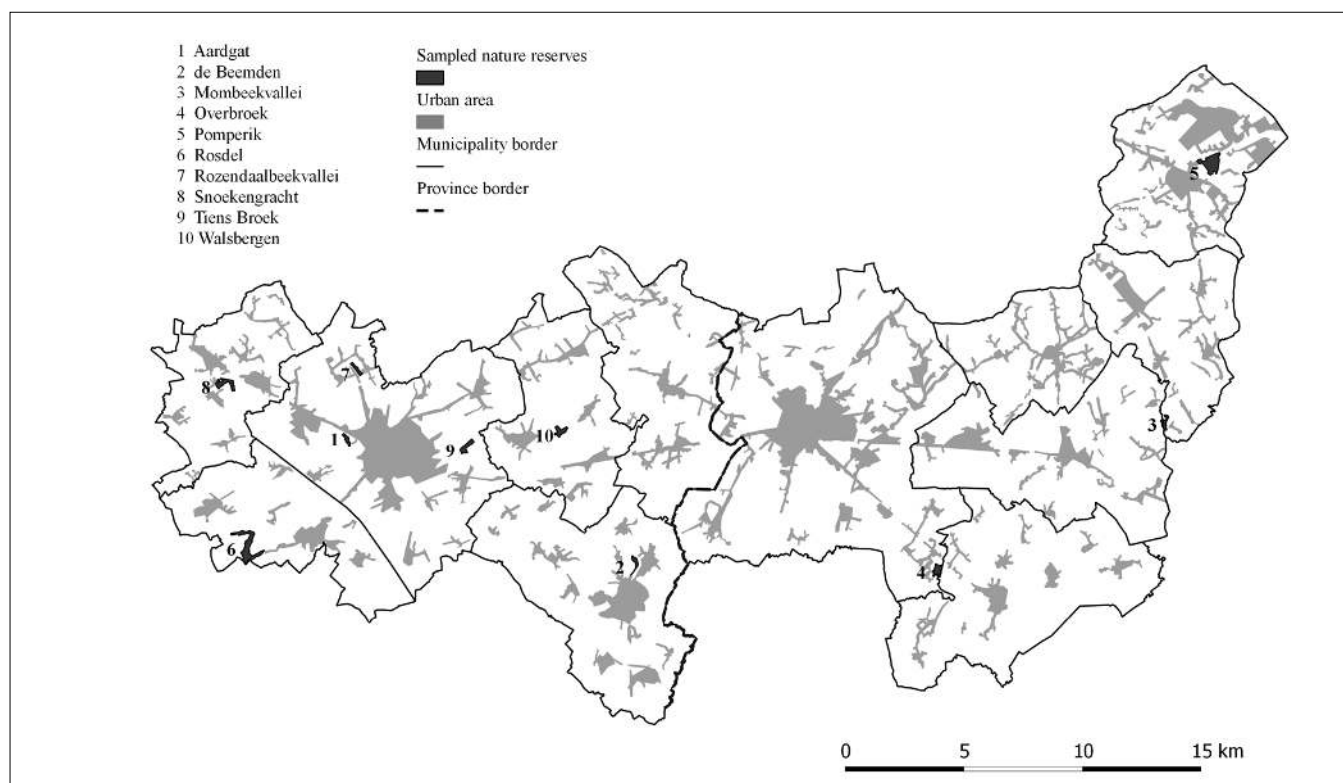 1 Aardgat
2 de Beemden
3 Mombeekvallei
4 Overbroek
5 Pomperik
6 Rosdel
7 Rozendaalbeekvallei
8 Snoekengracht
9 Tiens Broek
10 Walsbergen
Sampled nature reserves
Urban area
Municipality border
Province border
5
8
7
1
9
10
3
6
2
4
0 5 10 15 km